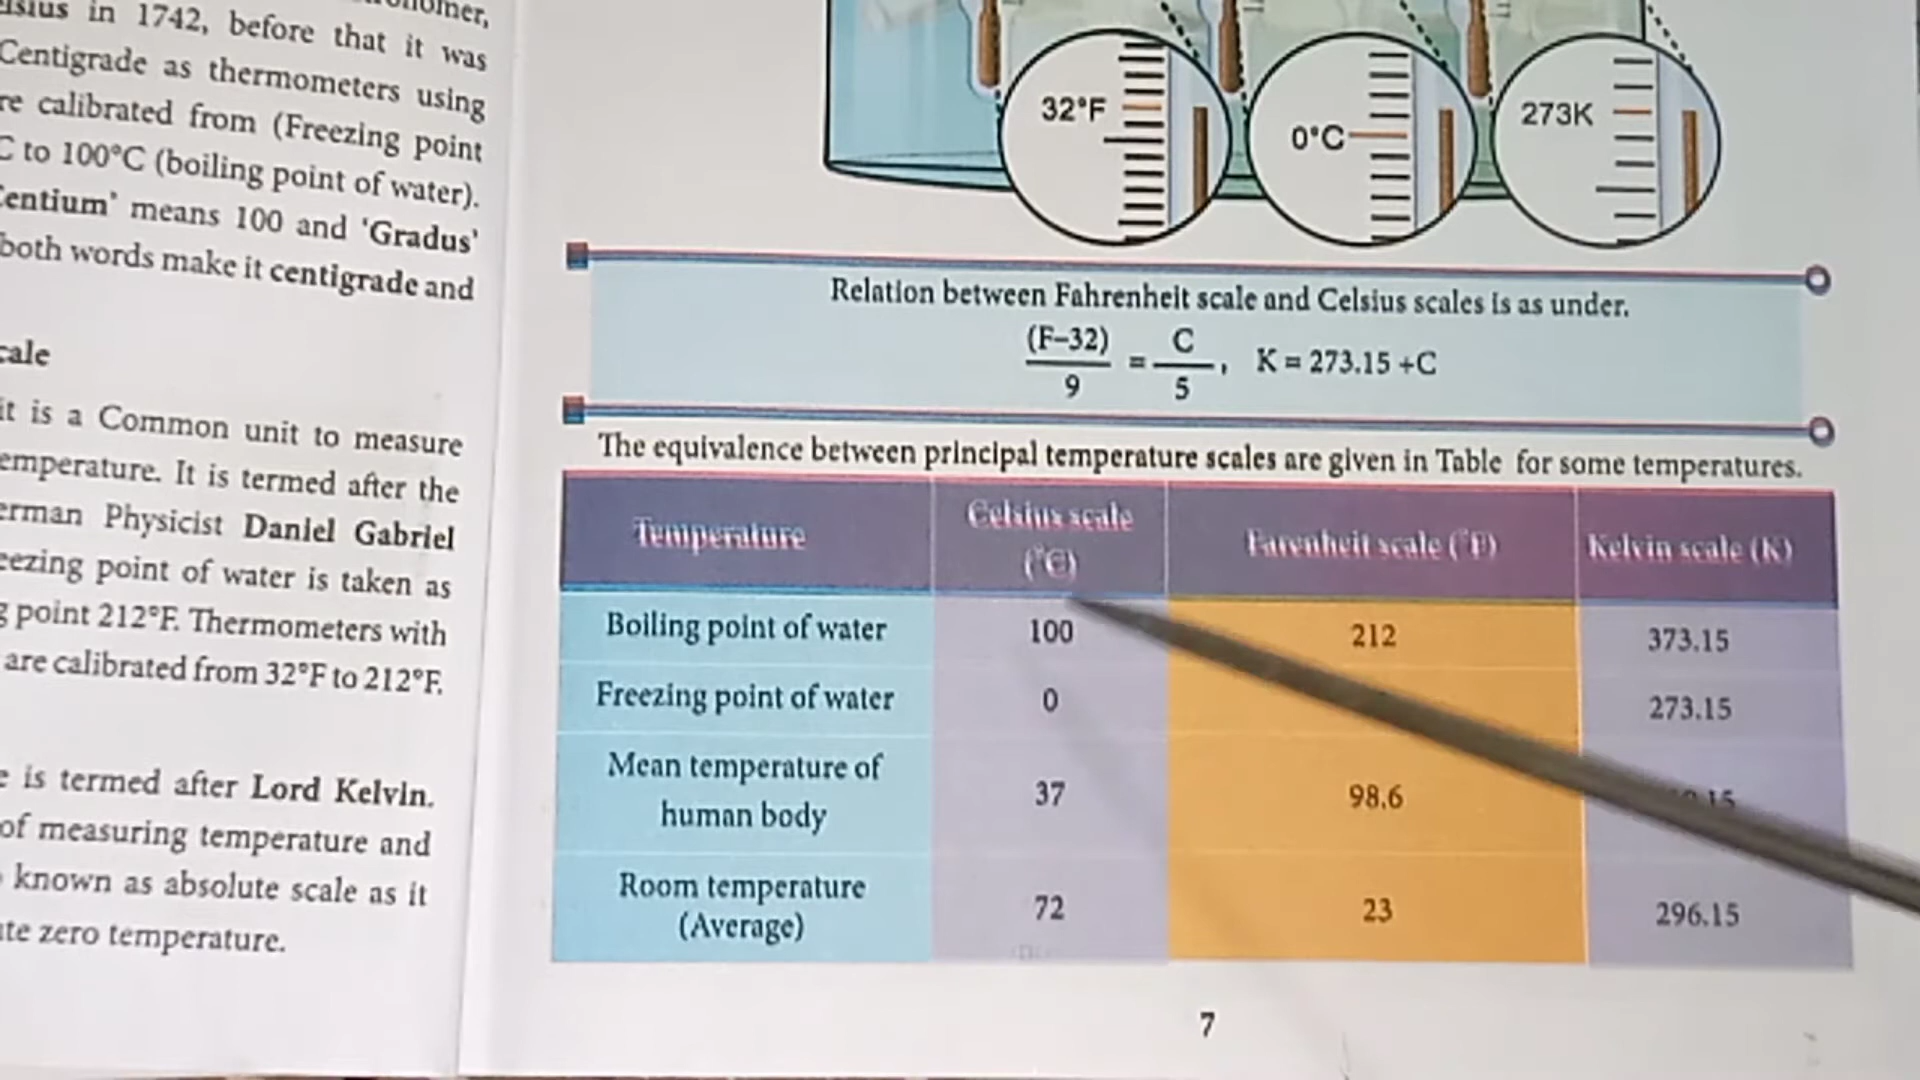 in 1742, before that it was
Centigrade as thermometers using
re calibrated from (Freezing point
C to 100°C (boiling point of water).
Centium' means 100 and 'Gradus'
both words make it centigrade and
cale
it is a Common unit to measure
emperature. It is termed after the
erman Physicist Daniel Gabriel
eezing point of water is taken as
g point 212°F. Thermometers with
are calibrated from 32°F to 212°F.
e is termed after Lord Kelvin.
of measuring temperature and
known as absolute scale as it
ute zero temperature.
32°F
0°C
273K
Relation between Fahrenheit scale and Celsius scales is as under.
(F-32)/9 = C/5, K = 273.15 +C
The equivalence between principal temperature scales are given in Table for some temperatures.
Temperature Celsius scale (°C) Farenheit scale (°F) Kelvin scale (K)
Boiling point of water 100 212 373.15
Freezing point of water 0 273.15
Mean temperature of human body 37 98.6
Room temperature (Average) 72 23 296.15
7